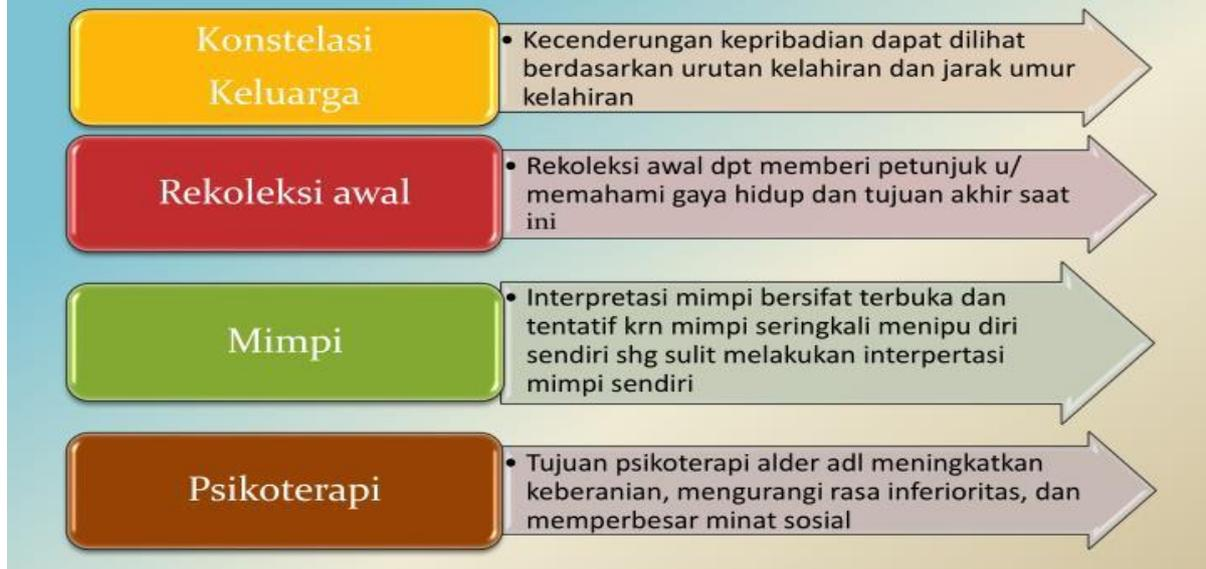 Konstelasi
Keluarga
• Kecenderungan kepribadian dapat dilihat
berdasarkan urutan kelahiran dan jarak umur
kelahiran
Rekoleksi awal
• Rekoleksi awal dpt memberi petunjuk u/
memahami gaya hidup dan tujuan akhir saat
ini
Mimpi
• Interpretasi mimpi bersifat terbuka dan
tentatif krn mimpi seringkali menipu diri
sendiri shg sulit melakukan interpertasi
mimpi sendiri
Psikoterapi
• Tujuan psikoterapi alder adl meningkatkan
keberanian, mengurangi rasa inferioritas, dan
memperbesar minat sosial